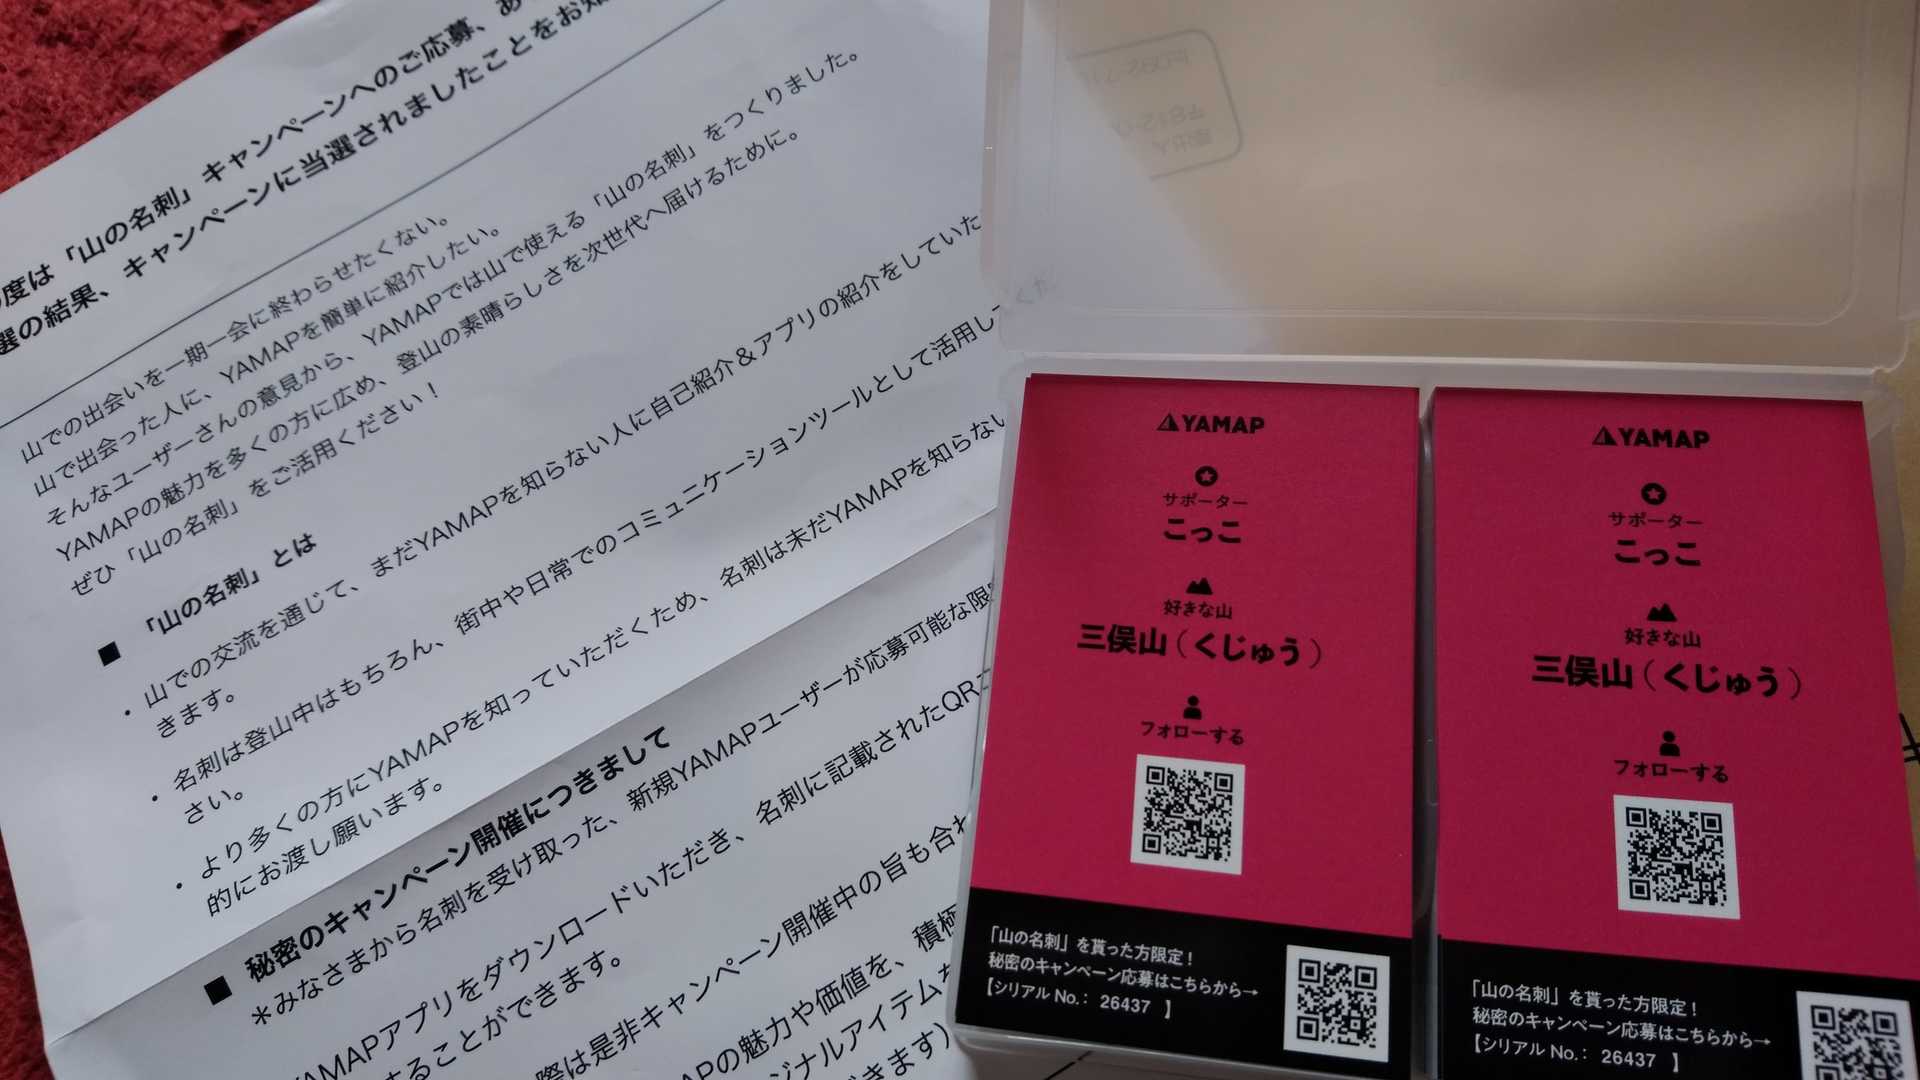 度は「山の名刺」キャンペーンへのご応募、あ
選の結果、キャンペーンに当選されましたことをお知
山での出会いを一期一会に終わらせたくない。
山で出会った人に、YAMAPを簡単に紹介したい。
そんなユーザーさんの意見から、YAMAPでは山で使える「山の名刺」をつくりました。
YAMAPの魅力を多くの方に広め、登山の素晴らしさを次世代へ届けるために。
ぜひ「山の名刺」をご活用ください！
■ 「山の名刺」とは
・ 山での交流を通じて、まだYAMAPを知らない人に自己紹介＆アプリの紹介をしていた
きます。
・ 名刺は登山中はもちろん、街中や日常でのコミュニケーションツールとして活用してくだ
さい。
・ より多くの方にYAMAPを知っていただくため、名刺は未だYAMAPを知らない
的にお渡し願います。
■ 秘密のキャンペーン開催につきまして
＊みなさまから名刺を受け取った、新規YAMAPユーザーが応募可能な限
YAMAPアプリをダウンロードいただき、名刺に記載されたQRコ
することができます。
際は是非キャンペーン開催中の旨も合わ
APの魅力や価値を、積極
ジナルアイテム
きます）
YAMAP
サポーター
こっこ
好きな山
三俣山（くじゅう）
フォローする
「山の名刺」を貰った方限定！
秘密のキャンペーン応募はこちらから→
【シリアルNo.： 26437 】
YAMAP
サポーター
こっこ
好きな山
三俣山（くじゅう）
フォローする
「山の名刺」を貰った方限定！
秘密のキャンペーン応募はこちらから→
【シリアルNo.： 26437 】